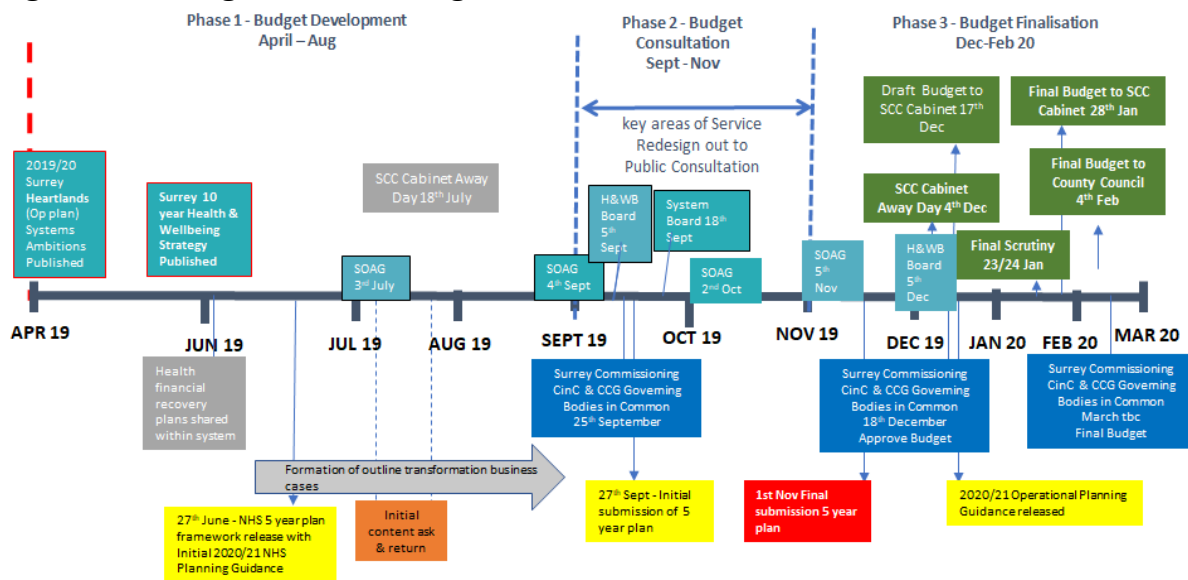 Phase 1 - Budget Development
April – Aug
Phase 2 - Budget
Consultation
Sept - Nov
Phase 3 - Budget Finalisation
Dec-Feb 20
key areas of Service
Redesign out to
Public Consultation
2019/20
Surrey
Heartlands
(Op plan)
Systems
Ambitions
Published
Surrey 10
year Health &
Wellbeing
Strategy
Published
SCC Cabinet Away
Day 18th July
SOAG
3rd July
SOAG
4th Sept
H&WB
Board
5th
Sept
System
Board 18th
Sept
SOAG
2nd Oct
SOAG
5th
Nov
Draft Budget to
SCC Cabinet 17th
Dec
SCC Cabinet
Away Day 4th Dec
H&WB
Board
5th
Dec
Final Budget to SCC
Cabinet 28th Jan
Final Budget to
County Council
4th Feb
Final Scrutiny
23/24 Jan
APR 19
JUN 19
JUL 19
AUG 19
SEPT 19
OCT 19
NOV 19
DEC 19
JAN 20
FEB 20
MAR 20
Health
financial
recovery
plans shared
within system
Surrey Commissioning
CinC & CCG Governing
Bodies in Common
25th September
Surrey Commissioning
CinC & CCG Governing
Bodies in Common
18th December
Approve Budget
Surrey Commissioning
CinC & CCG Governing
Bodies in Common
March tbc
Final Budget
Formation of outline transformation business
cases
27th June - NHS 5 year plan
framework release with
Initial 2020/21 NHS
Planning Guidance
Initial
content ask
& return
27th Sept - Initial
submission of 5
year plan
1st Nov Final
submission 5 year
plan
2020/21 Operational Planning
Guidance released